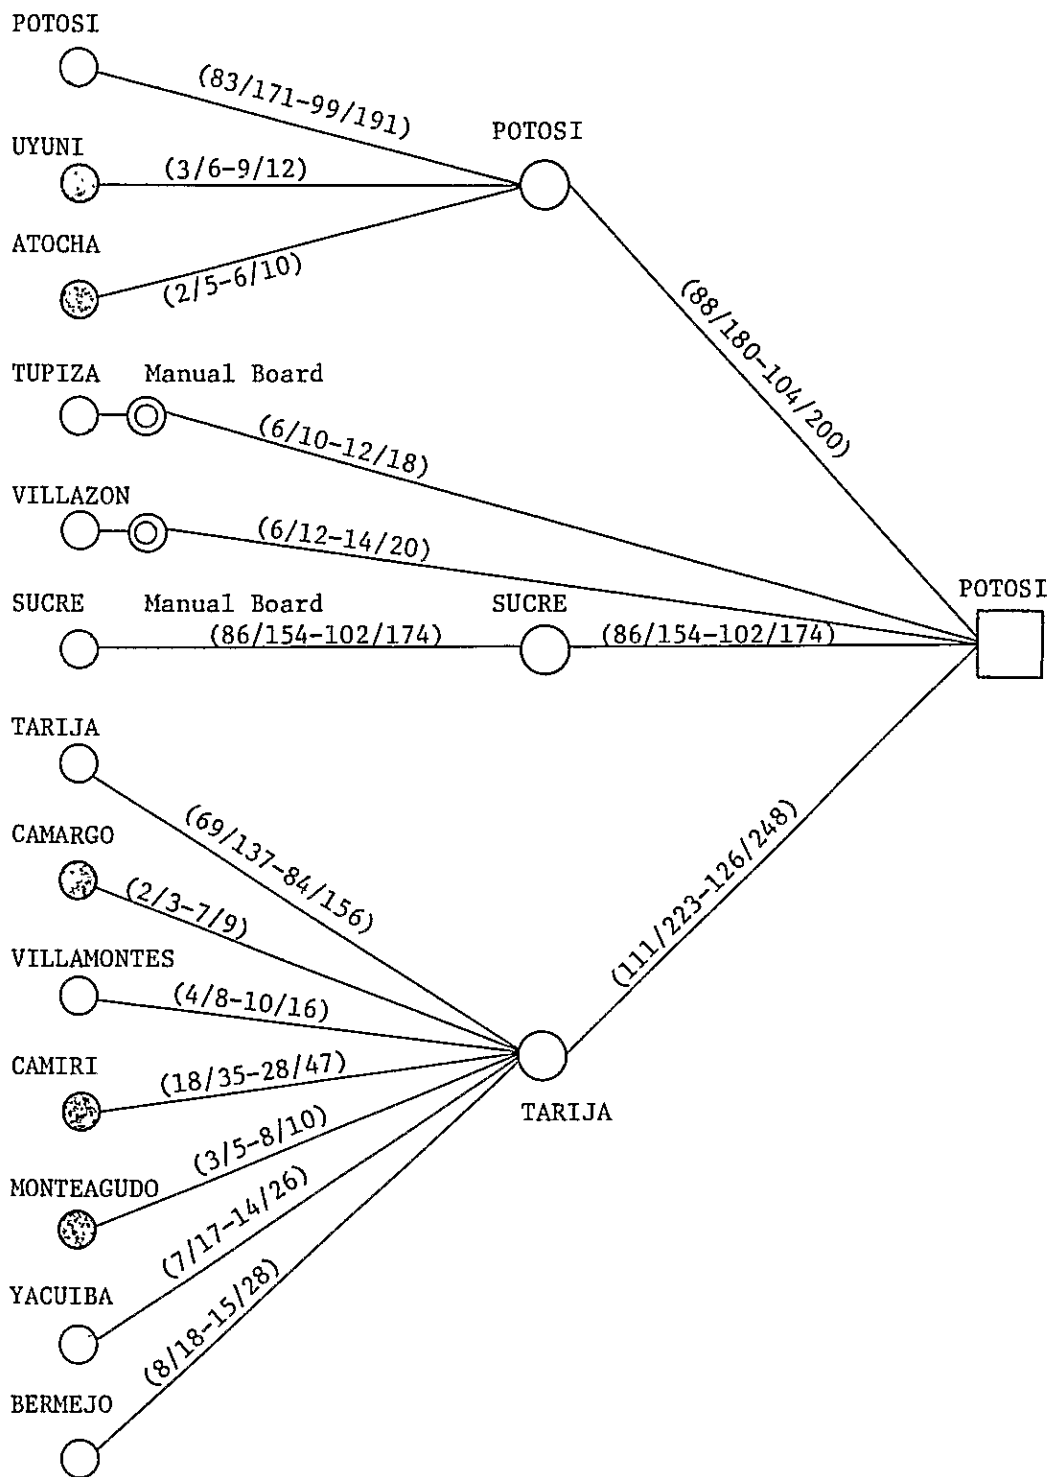 POTOSI
(83/171-99/191)
POTOSI
UYUNI
(3/6-9/12)
ATOCHA
(2/5-6/10)
(88/180-104/200)
TUPIZA Manual Board
(6/10-12/18)
VILLAZON
(6/12-14/20)
POTOSI
SUCRE Manual Board SUCRE
(86/154-102/174) (86/154-102/174)
TARIJA
(69/137-84/156)
CAMARGO
(2/3-7/9)
(111/223-126/248)
VILLAMONTES
(4/8-10/16)
CAMIRI
(18/35-28/47)
TARIJA
(3/5-8/10)
MONTEAGUDO
(7/17-14/26)
YACUIBA
(8/18-15/28)
BERMEJO